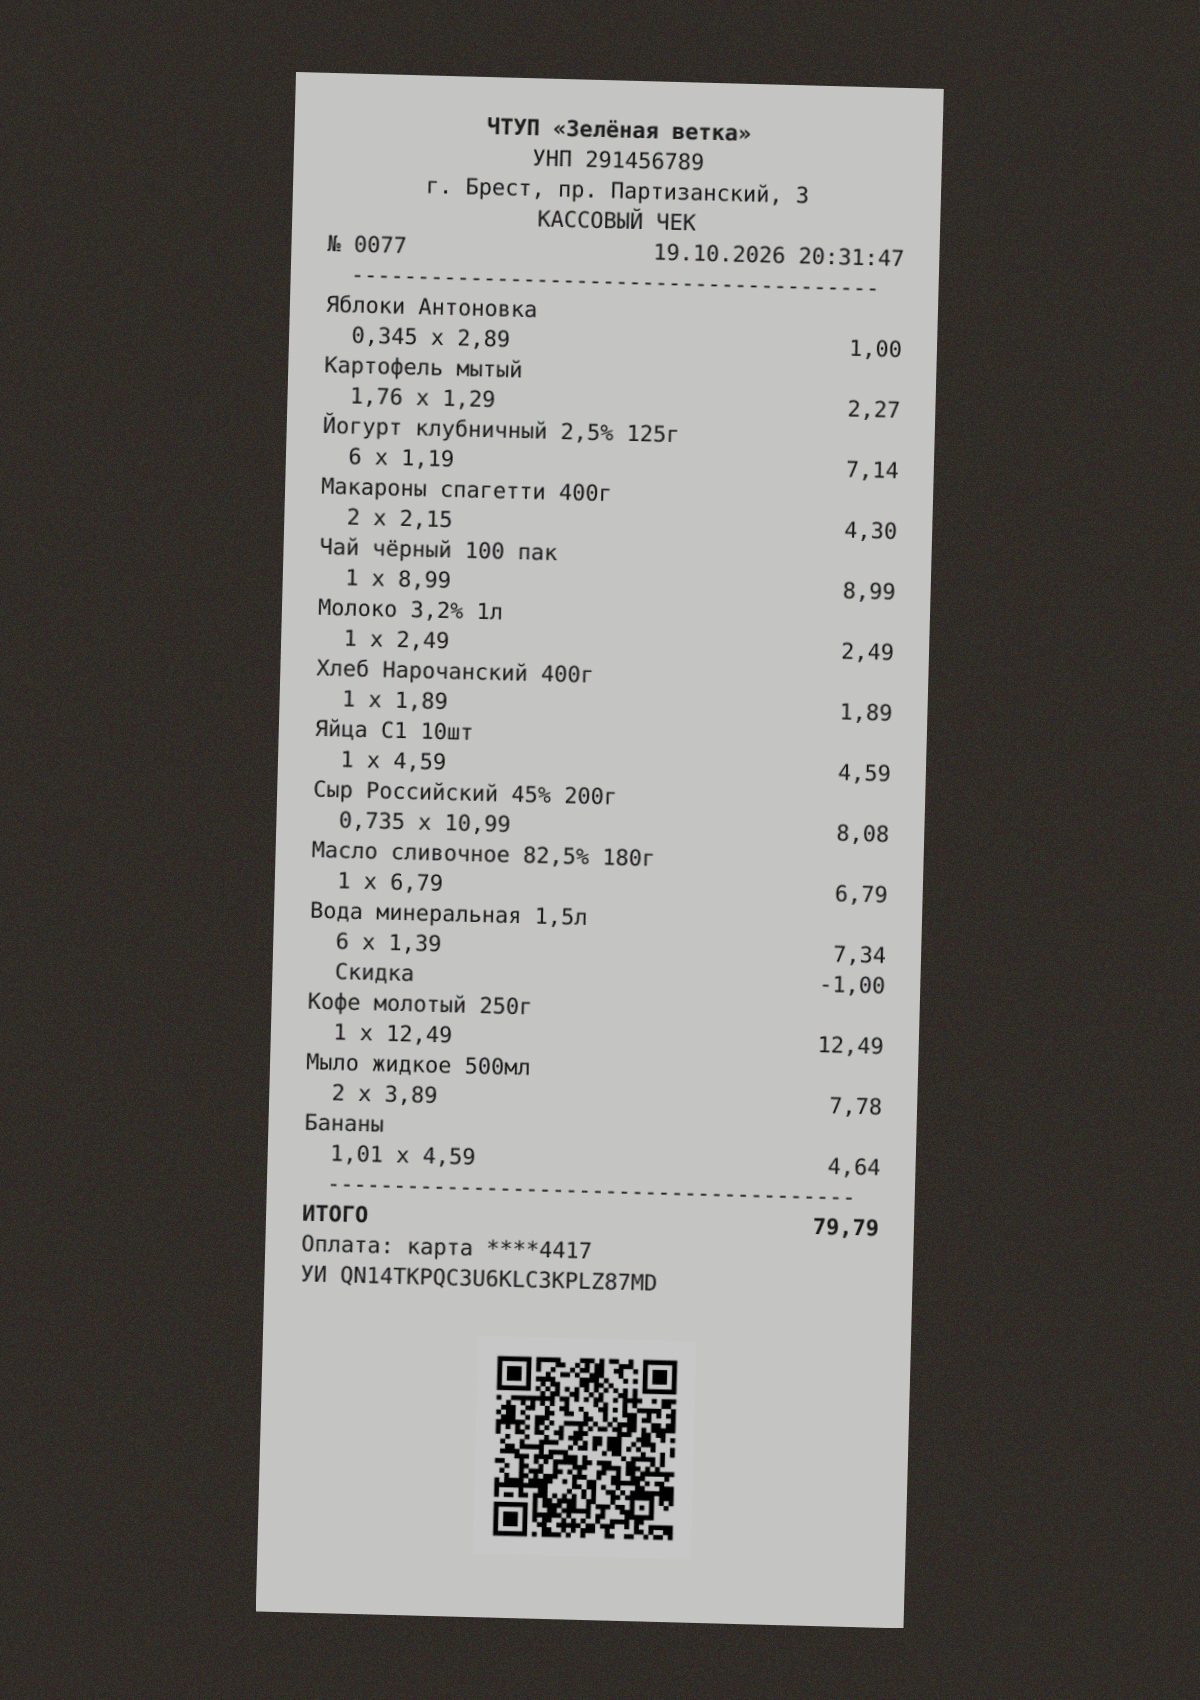 ЧТУП «Зелёная ветка»
УНП 291456789
г. Брест, пр. Партизанский, 3
КАССОВЫЙ ЧЕК
№ 0077 19.10.2026 20:31:47
----------------------------------------
Яблоки Антоновка
0,345 x 2,89 1,00
Картофель мытый
1,76 x 1,29 2,27
Йогурт клубничный 2,5% 125г
6 x 1,19 7,14
Макароны спагетти 400г
2 x 2,15 4,30
Чай чёрный 100 пак
1 x 8,99 8,99
Молоко 3,2% 1л
1 x 2,49 2,49
Хлеб Нарочанский 400г
1 x 1,89 1,89
Яйца С1 10шт
1 x 4,59 4,59
Сыр Российский 45% 200г
0,735 x 10,99 8,08
Масло сливочное 82,5% 180г
1 x 6,79 6,79
Вода минеральная 1,5л
6 x 1,39 7,34
Скидка -1,00
Кофе молотый 250г
1 x 12,49 12,49
Мыло жидкое 500мл
2 x 3,89 7,78
Бананы
1,01 x 4,59 4,64
----------------------------------------
ИТОГО 79,79
Оплата: карта ****4417
УИ QN14TKPQC3U6KLC3KPLZ87MD